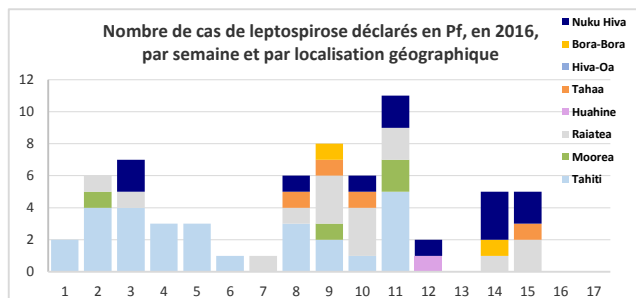 Nombre de cas de leptospirose déclarés en Pf, en 2016,
par semaine et par localisation géographique
Nuku Hiva
Bora-Bora
Hiva-Oa
Tahaa
Huahine
Raiatea
Moorea
Tahiti
12
10
8
6
4
2
0
1 2 3 4 5 6 7 8 9 10 11 12 13 14 15 16 17